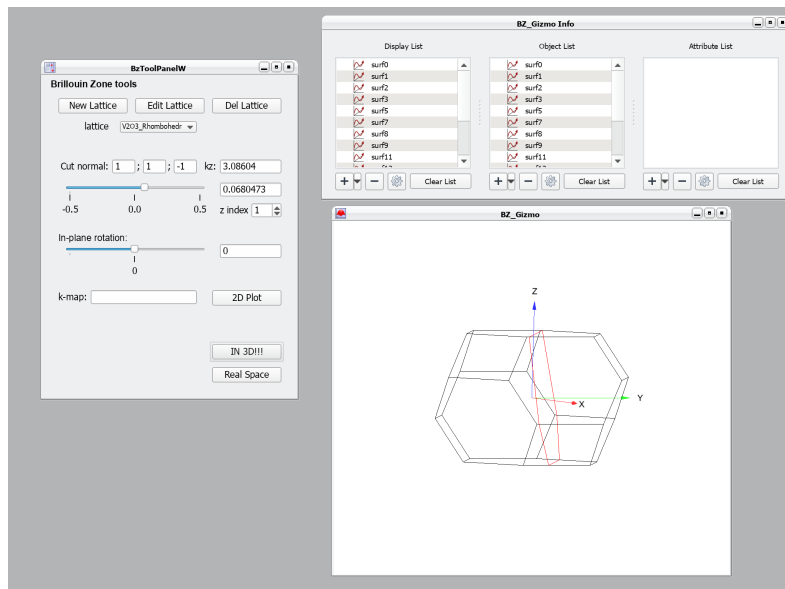 BZ_Gizmo Info
Display List
Object List
Attribute List
surf0
surf1
surf2
surf3
surf5
surf7
surf8
surf9
surf11
surf0
surf1
surf2
surf3
surf5
surf7
surf8
surf9
surf11
Clear List
Clear List
Clear List
BzToolPanelW
Brillouin Zone tools
New Lattice Edit Lattice Del Lattice
lattice V2O3_Rhombohedr
Cut normal: 1 ; 1 ; -1 kz: 3.08604
0.0680473
-0.5 0.0 0.5 z index 1
In-plane rotation:
0
0
k-map: 2D Plot
IN 3D!!!
Real Space
BZ_Gizmo
Z
Y
X